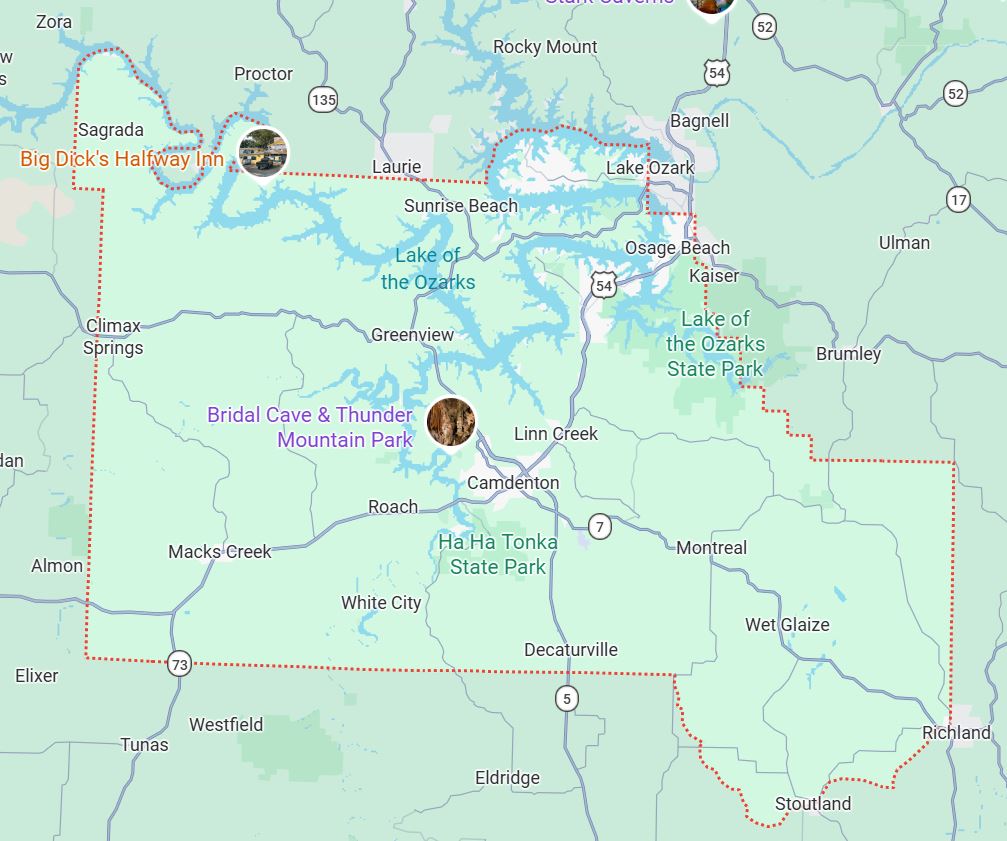 Stark Caverns
Zora
52
Rocky Mount
w
s
54
Proctor
135
52
Bagnell
Sagrada
Big Dick's Halfway Inn
Laurie
Lake Ozark
17
Sunrise Beach
Osage Beach
Ulman
Lake of
the Ozarks
Kaiser
54
Climax
Springs
Greenview
Lake of
the Ozarks
State Park
Brumley
Bridal Cave & Thunder
Mountain Park
Linn Creek
dan
Camdenton
Roach
7
Macks Creek
Ha Ha Tonka
State Park
Montreal
Almon
White City
Wet Glaize
Decaturville
73
Elixer
5
Westfield
Richland
Tunas
Eldridge
Stoutland